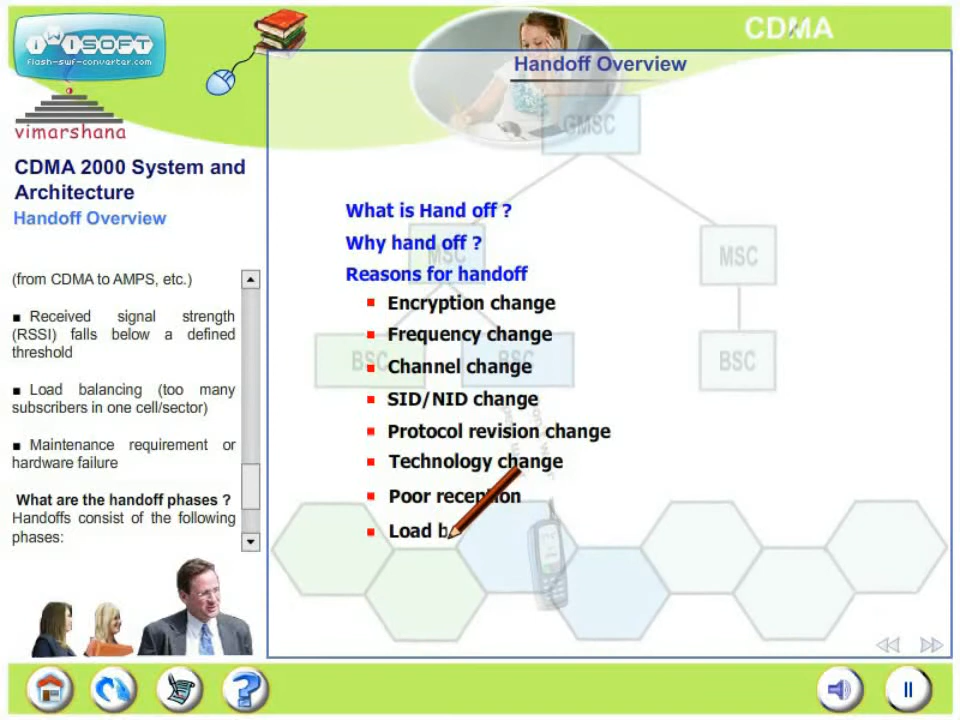 iWiSOFT
flash-swf-converter.com
vimarshana
CDMA
Handoff Overview
CDMA 2000 System and
Architecture
Handoff Overview
(from CDMA to AMPS, etc.)
■ Received signal strength
(RSSI) falls below a defined
threshold
■ Load balancing (too many
subscribers in one cell/sector)
■ Maintenance requirement or
hardware failure
What are the handoff phases ?
Handoffs consist of the following
phases:
GMSC
MSC
MSC
BSC
BSC
BSC
What is Hand off ?
Why hand off ?
Reasons for handoff
Encryption change
Frequency change
Channel change
SID/NID change
Protocol revision change
Technology change
Poor reception
Load b